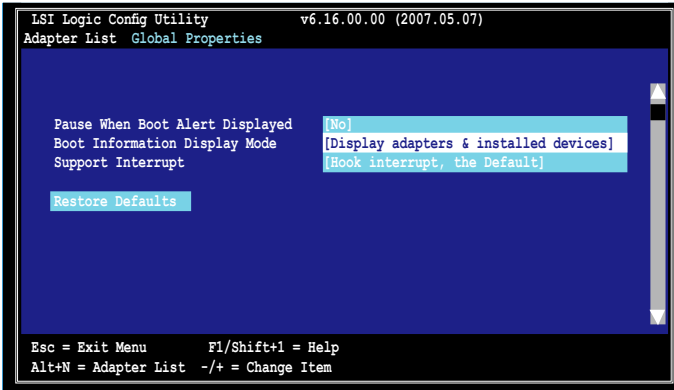 LSI Logic Config Utility v6.16.00.00 (2007.05.07)
Adapter List Global Properties
Pause When Boot Alert Displayed [No]
Boot Information Display Mode [Display adapters & installed devices]
Support Interrupt [Hook interrupt, the Default]
Restore Defaults
Esc = Exit Menu F1/Shift+1 = Help
Alt+N = Adapter List -/+ = Change Item